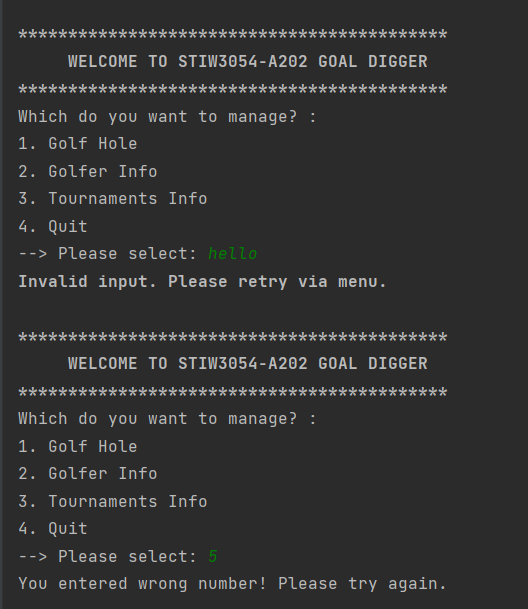 *******************************************
WELCOME TO STIW3054-A202 GOAL DIGGER
*******************************************
Which do you want to manage? :
1. Golf Hole
2. Golfer Info
3. Tournaments Info
4. Quit
--> Please select: hello
Invalid input. Please retry via menu.
*******************************************
WELCOME TO STIW3054-A202 GOAL DIGGER
*******************************************
Which do you want to manage? :
1. Golf Hole
2. Golfer Info
3. Tournaments Info
4. Quit
--> Please select: 5
You entered wrong number! Please try again.